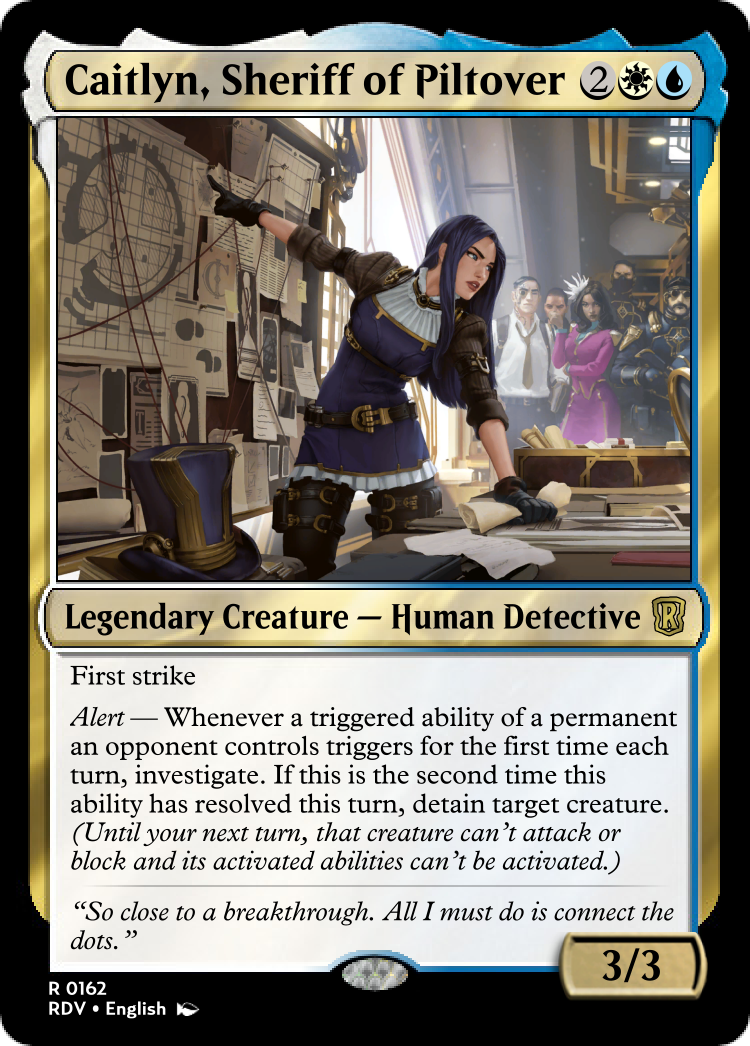 Caitlyn, Sheriff of Piltover 2
Legendary Creature — Human Detective R
First strike
Alert — Whenever a triggered ability of a permanent
an opponent controls triggers for the first time each
turn, investigate. If this is the second time this
ability has resolved this turn, detain target creature.
(Until your next turn, that creature can't attack or
block and its activated abilities can't be activated.)
“So close to a breakthrough. All I must do is connect the
dots.”
3/3
R 0162
RDV • English